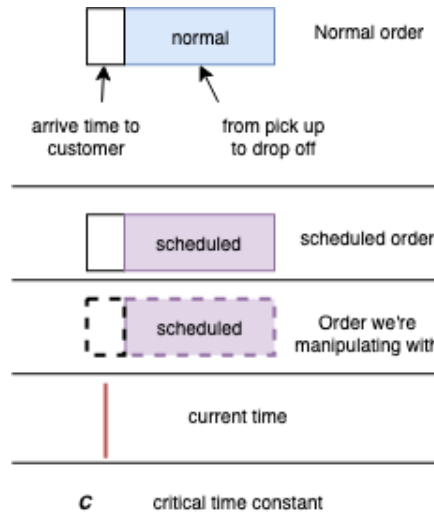 normal
Normal order
arrive time to
customer
from pick up
to drop off
scheduled
scheduled order
scheduled
Order we're
manipulating with
current time
C critical time constant